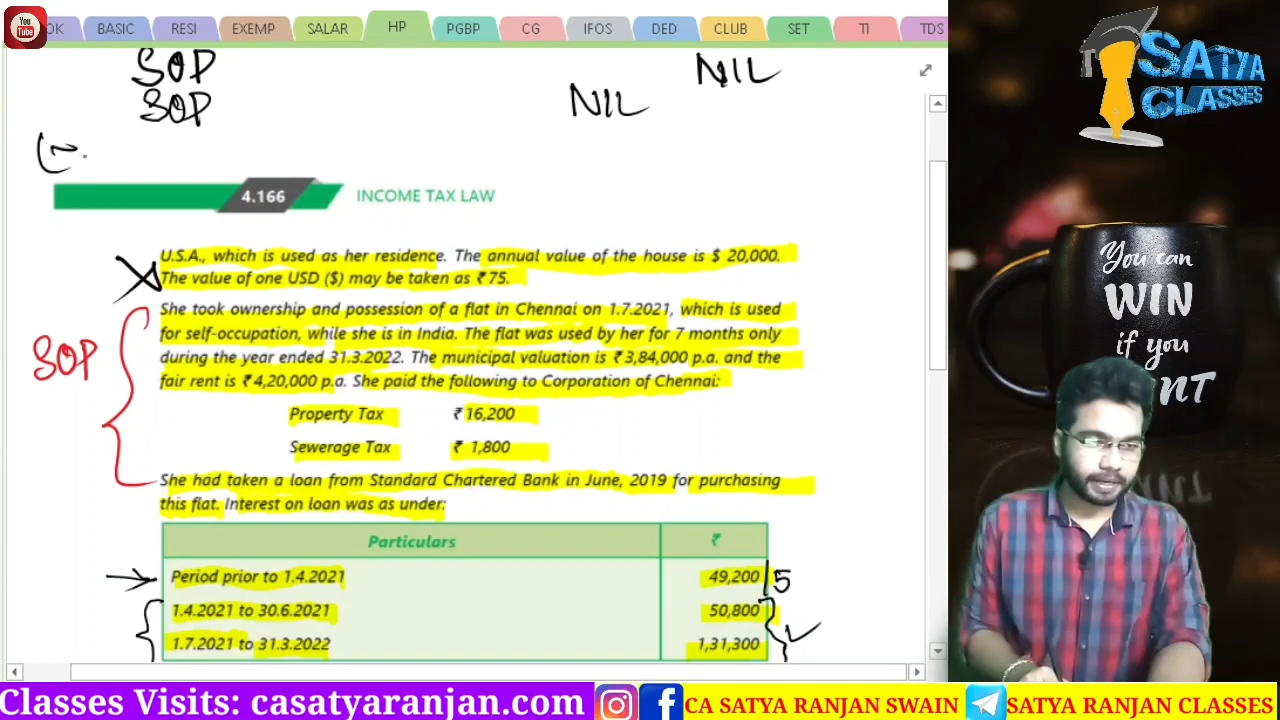 You Tube OK BASIC RESI EXEMP SALAR HP PGBP CG IFOS DED CLUB SET TI TDS
SOP NIL
SOP NIL
4.166 INCOME TAX LAW
U.S.A., which is used as her residence. The annual value of the house is $ 20,000.
The value of one USD ($) may be taken as ₹ 75.
She took ownership and possession of a flat in Chennai on 1.7.2021, which is used
for self-occupation, while she is in India. The flat was used by her for 7 months only
during the year ended 31.3.2022. The municipal valuation is ₹ 3,84,000 p.a. and the
fair rent is ₹ 4,20,000 p.a. She paid the following to Corporation of Chennai:
SOP
Property Tax ₹ 16,200
Sewerage Tax ₹ 1,800
She had taken a loan from Standard Chartered Bank in June, 2019 for purchasing
this flat. Interest on loan was as under:
Particulars ₹
Period prior to 1.4.2021 49,200 /5
1.4.2021 to 30.6.2021 50,800
1.7.2021 to 31.3.2022 1,31,300
SATYA
CLASSES
You can
WIN
if you
Classes Visits: casatyaranjan.com CA SATYA RANJAN SWAIN SATYA RANJAN CLASSES